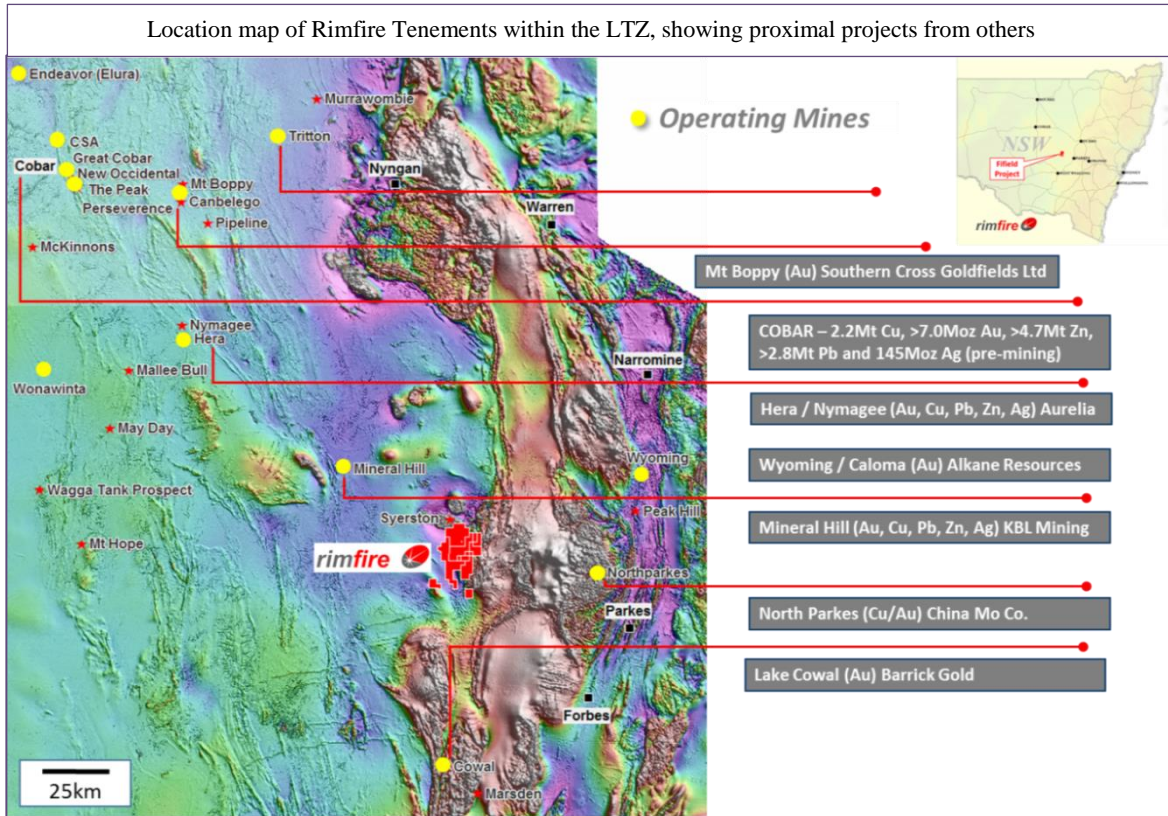 Location map of Rimfire Tenements within the LTZ, showing proximal projects from others
Endeavor (Elura)
Murrawombie
Operating Mines
CSA
Tritton
Great Cobar
Cobar
New Occidental
The Peak
Mt Boppy
Nyngan
Perseverence
Canbelego
Pipeline
Warren
McKinnons
NSW
Fifield
Project
rimfire
Mt Boppy (Au) Southern Cross Goldfields Ltd
COBAR – 2.2Mt Cu, >7.0Moz Au, >4.7Mt Zn,
>2.8Mt Pb and 145Moz Ag (pre-mining)
Nymagee
Hera
Wonawinta
Mallee Bull
Narromine
Hera / Nymagee (Au, Cu, Pb, Zn, Ag) Aurelia
May Day
Mineral Hill
Wyoming
Wyoming / Caloma (Au) Alkane Resources
Wagga Tank Prospect
Peak Hill
Mineral Hill (Au, Cu, Pb, Zn, Ag) KBL Mining
Syerston
Mt Hope
rimfire
Northparkes
Parkes
North Parkes (Cu/Au) China Mo Co.
Lake Cowal (Au) Barrick Gold
Forbes
Cowal
Marsden
25km